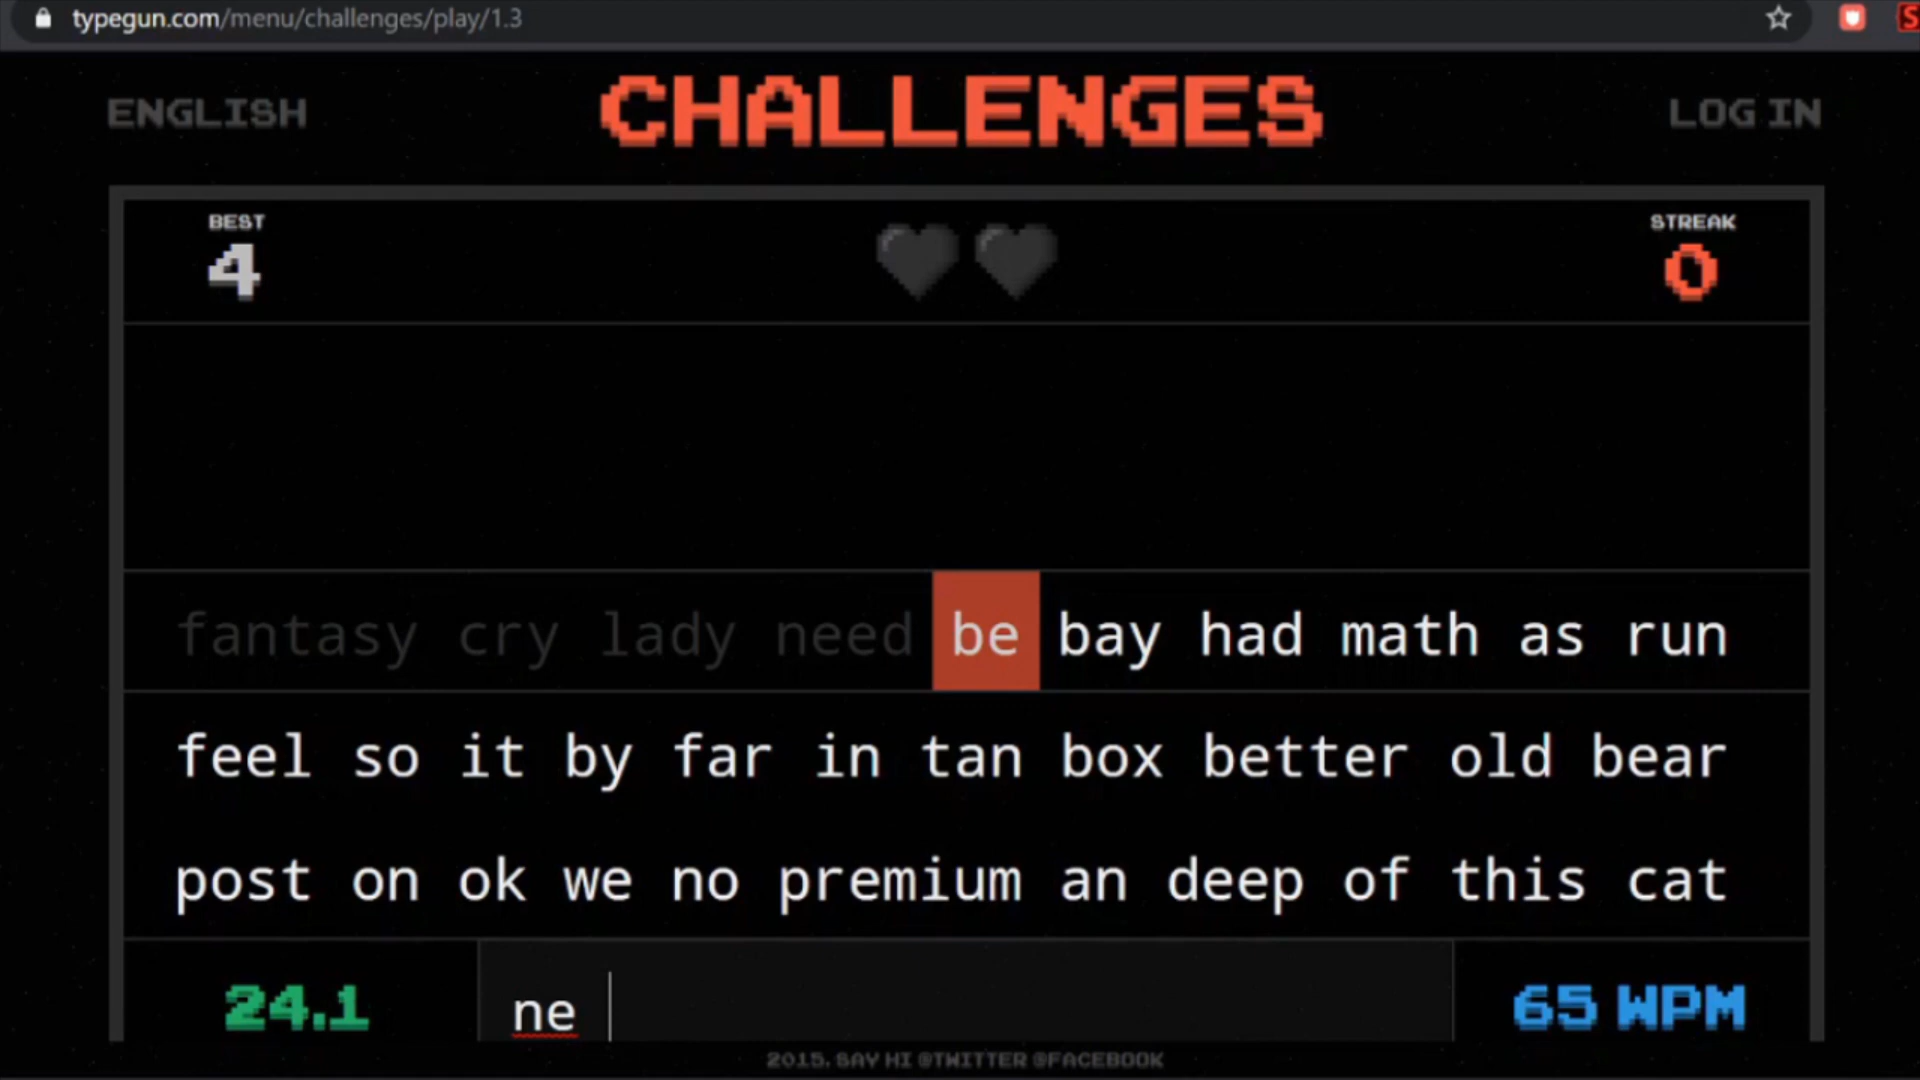 typegun.com/menu/challenges/play/1.3
ENGLISH
CHALLENGES
LOG IN
BEST
4
STREAK
0
fantasy cry lady need be bay had math as run
feel so it by far in tan box better old bear
post on ok we no premium an deep of this cat
24.1
ne
65 WPM
2015. SAY HI @TWITTER @FACEBOOK